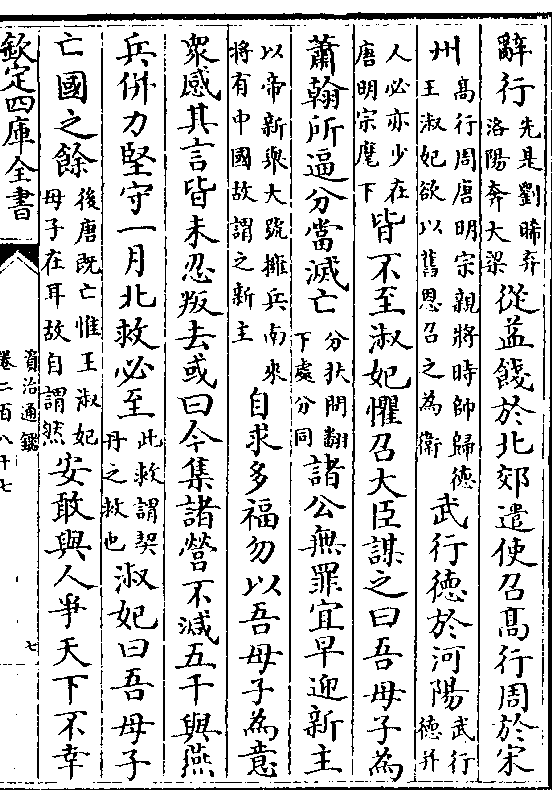 辭行先是劉晞弃洛陽奔大梁從益餞於北郊遣使召髙行周於宋
州髙行周唐明宗親將時帥歸德王淑妃欲以舊恩召之為衛武行德於河陽武行德并
人必亦少在唐明宗麾下皆不至淑妃懼召大臣謀之曰吾母子為
蕭翰所逼分當滅亡分扶問翻下處分同諸公無罪宜早迎新主
以帝新舉大號擁兵南來將有中國故謂之新主自求多福勿以吾母子為意
衆感其言皆未忍叛去或曰今集諸營不減五千與燕
兵併力堅守一月北救必至此救謂契丹之救也淑妃曰吾母子
亡國之餘後唐既亡惟王淑妃母子在耳故自謂然安敢與人爭天下不幸
欽定四庫全書
資治通鑑
卷二百八十七
七